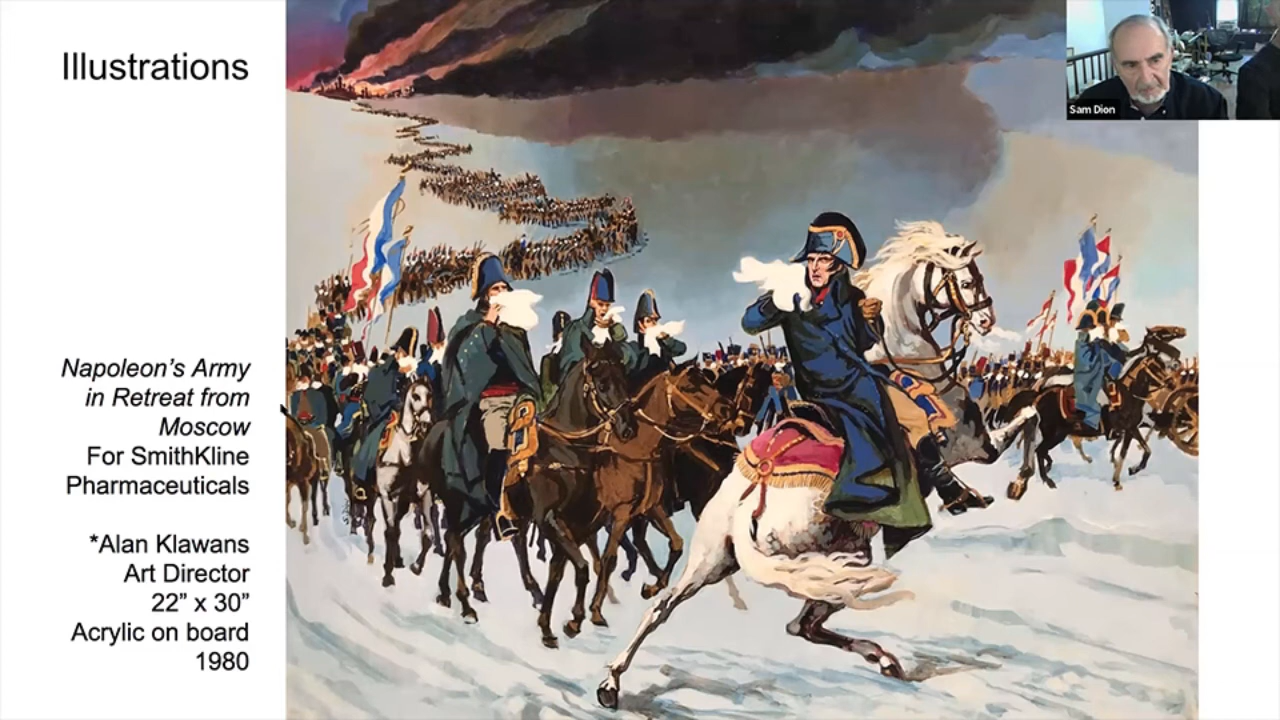 Illustrations
Napoleon's Army
in Retreat from
Moscow
For SmithKline
Pharmaceuticals
*Alan Klawans
Art Director
22” x 30”
Acrylic on board
1980
Sam Dion